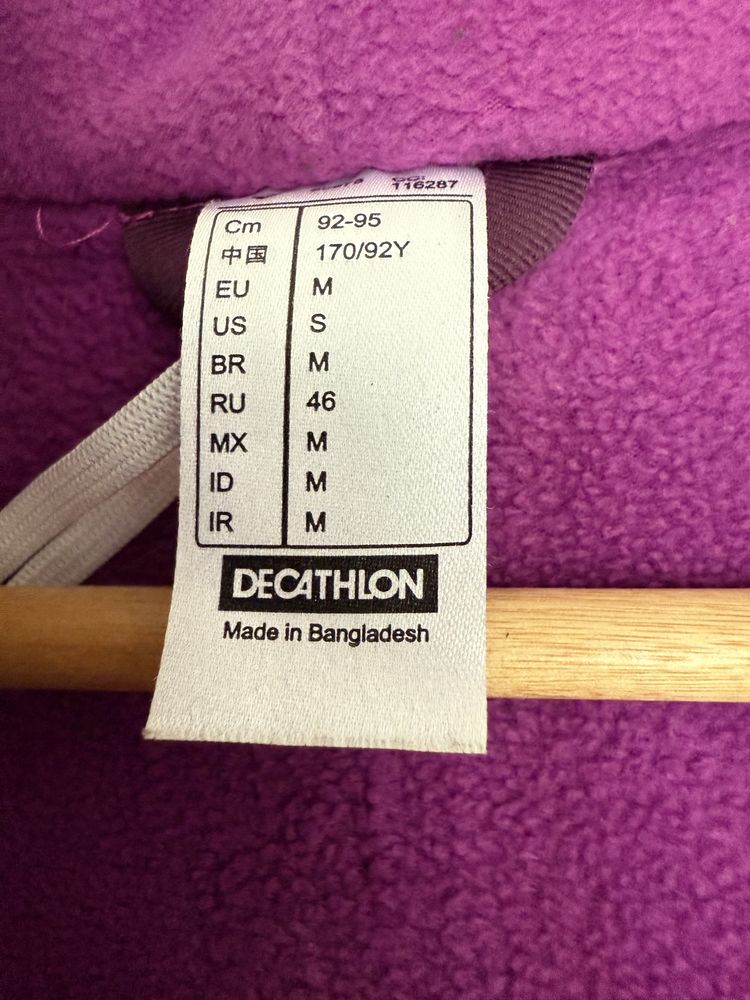 116287
Cm 92-95
中国 170/92Y
EU M
US S
BR M
RU 46
MX M
ID M
IR M
DECATHLON
Made in Bangladesh